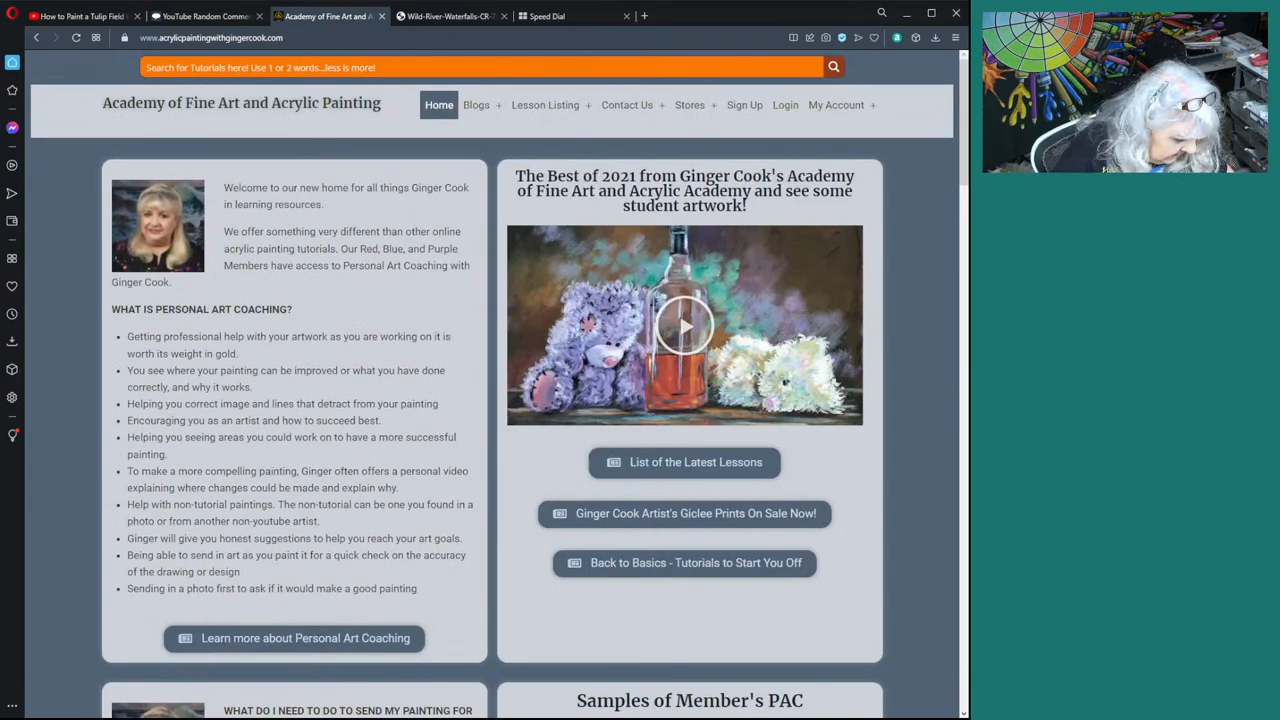 How to Paint a Tulip Field
YouTube Random Comme
Academy of Fine Art and A
Wild-River-Waterfalls-CR-7
Speed Dial
www.acrylicpaintingwithgingercook.com
Search for Tutorials here! Use 1 or 2 words...less is more!
Academy of Fine Art and Acrylic Painting
Home Blogs + Lesson Listing + Contact Us + Stores + Sign Up Login My Account +
Welcome to our new home for all things Ginger Cook
in learning resources.
We offer something very different than other online
acrylic painting tutorials. Our Red, Blue, and Purple
Members have access to Personal Art Coaching with
Ginger Cook.
WHAT IS PERSONAL ART COACHING?
• Getting professional help with your artwork as you are working on it is
worth its weight in gold.
• You see where your painting can be improved or what you have done
correctly, and why it works.
• Helping you correct image and lines that detract from your painting
• Encouraging you as an artist and how to succeed best.
• Helping you seeing areas you could work on to have a more successful
painting.
• To make a more compelling painting, Ginger often offers a personal video
explaining where changes could be made and explain why.
• Help with non-tutorial paintings. The non-tutorial can be one you found in a
photo or from another non-youtube artist.
• Ginger will give you honest suggestions to help you reach your art goals.
• Being able to send in art as you paint it for a quick check on the accuracy
of the drawing or design
• Sending in a photo first to ask if it would make a good painting
Learn more about Personal Art Coaching
The Best of 2021 from Ginger Cook's Academy
of Fine Art and Acrylic Academy and see some
student artwork!
List of the Latest Lessons
Ginger Cook Artist's Giclee Prints On Sale Now!
Back to Basics - Tutorials to Start You Off
WHAT DO I NEED TO DO TO SEND MY PAINTING FOR
Samples of Member's PAC